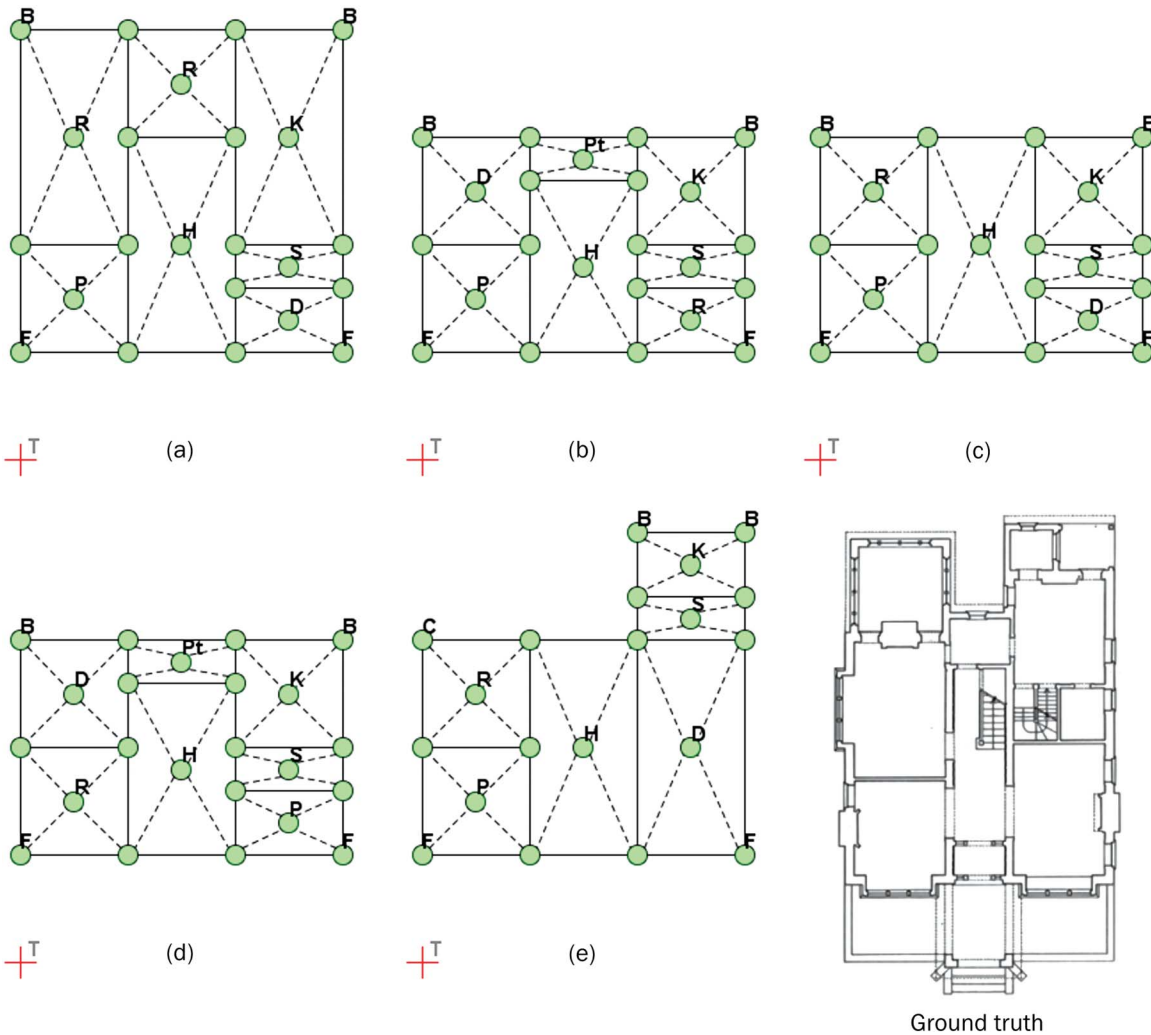 B B
R
R K
H
S
P D
F F
T
(a)
B B
Pt
D K
H S
P R
F F
(b)
B B
R K
H
S
P D
F F
T
(c)
B B
Pt
D K
H S
R P
F F
T
(d)
B B
K
S
C
R
H D
P
F F
T
(e)
Ground truth